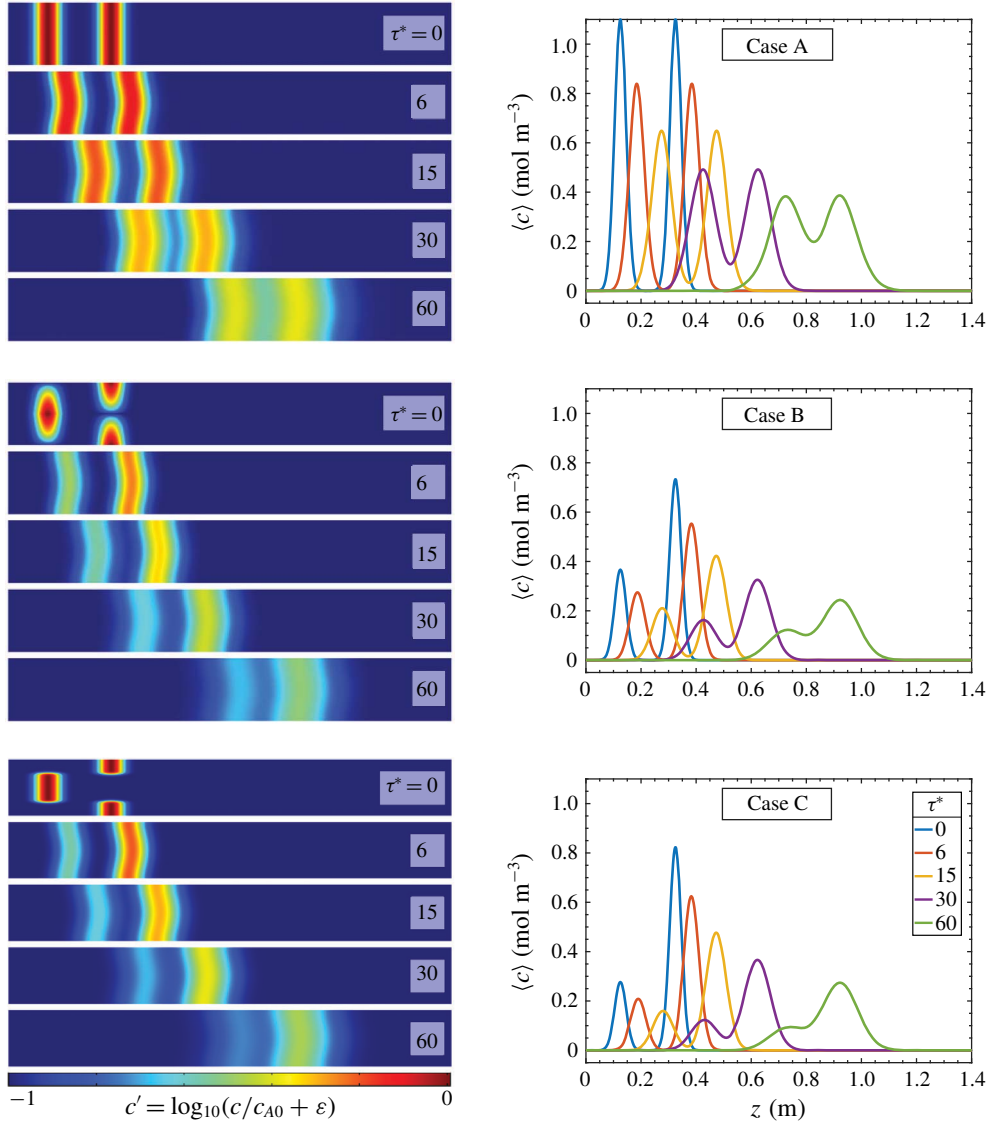 τ* = 0
6
15
30
60
Case A
1.0
0.8
0.6
0.4
0.2
0
⟨c⟩ (mol m⁻³)
0 0.2 0.4 0.6 0.8 1.0 1.2 1.4
τ* = 0
6
15
30
60
Case B
1.0
0.8
0.6
0.4
0.2
0
⟨c⟩ (mol m⁻³)
0 0.2 0.4 0.6 0.8 1.0 1.2 1.4
τ* = 0
6
15
30
60
−1 0
c′ = log₁₀(c/c_A0 + ε)
Case C
1.0
0.8
0.6
0.4
0.2
0
⟨c⟩ (mol m⁻³)
τ*
0
6
15
30
60
0 0.2 0.4 0.6 0.8 1.0 1.2 1.4
z (m)